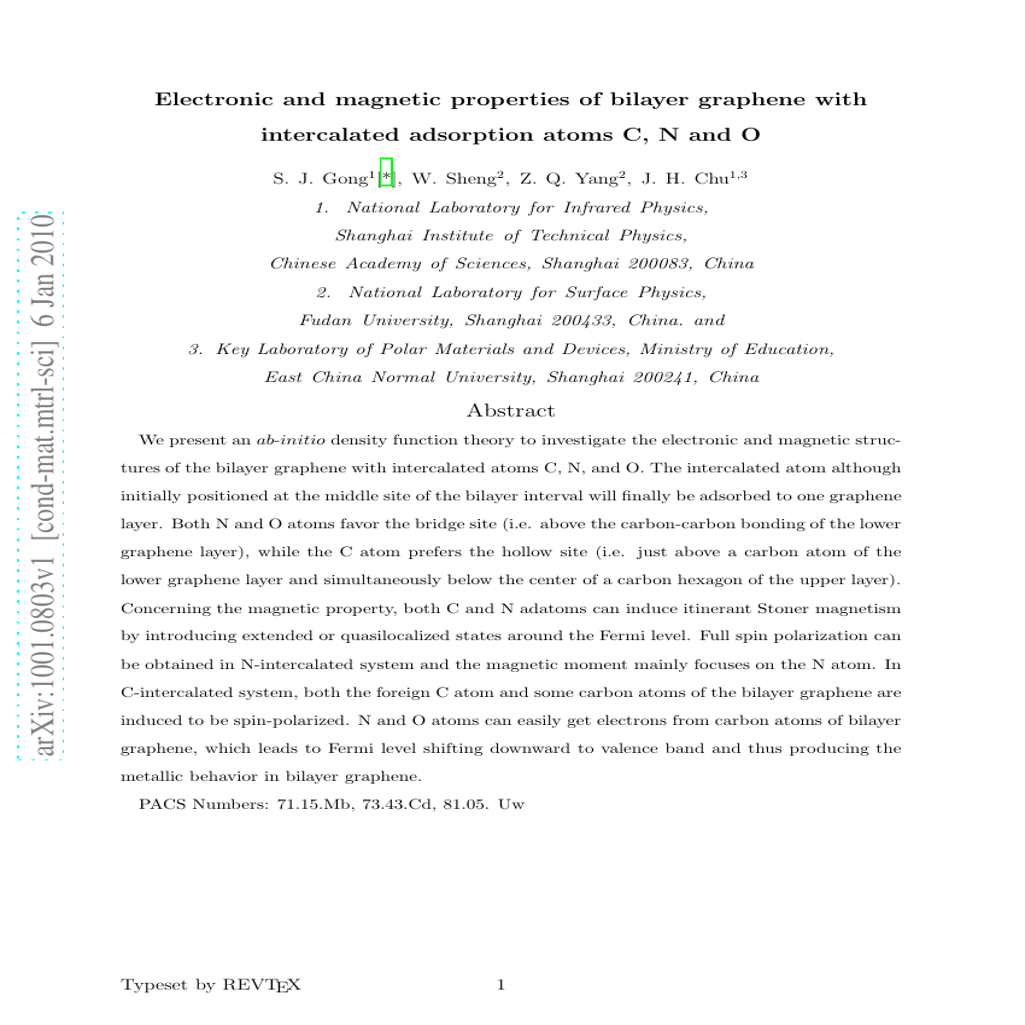 Electronic and magnetic properties of bilayer graphene with
intercalated adsorption atoms C, N and O
S. J. Gong¹[*], W. Sheng², Z. Q. Yang², J. H. Chu¹,³
1. National Laboratory for Infrared Physics,
Shanghai Institute of Technical Physics,
Chinese Academy of Sciences, Shanghai 200083, China
2. National Laboratory for Surface Physics,
Fudan University, Shanghai 200433, China. and
3. Key Laboratory of Polar Materials and Devices, Ministry of Education,
East China Normal University, Shanghai 200241, China
Abstract
We present an ab-initio density function theory to investigate the electronic and magnetic struc-
tures of the bilayer graphene with intercalated atoms C, N, and O. The intercalated atom although
initially positioned at the middle site of the bilayer interval will finally be adsorbed to one graphene
layer. Both N and O atoms favor the bridge site (i.e. above the carbon-carbon bonding of the lower
graphene layer), while the C atom prefers the hollow site (i.e. just above a carbon atom of the
lower graphene layer and simultaneously below the center of a carbon hexagon of the upper layer).
Concerning the magnetic property, both C and N adatoms can induce itinerant Stoner magnetism
by introducing extended or quasilocalized states around the Fermi level. Full spin polarization can
be obtained in N-intercalated system and the magnetic moment mainly focuses on the N atom. In
C-intercalated system, both the foreign C atom and some carbon atoms of the bilayer graphene are
induced to be spin-polarized. N and O atoms can easily get electrons from carbon atoms of bilayer
graphene, which leads to Fermi level shifting downward to valence band and thus producing the
metallic behavior in bilayer graphene.
PACS Numbers: 71.15.Mb, 73.43.Cd, 81.05. Uw
arXiv:1001.0803v1 [cond-mat.mtrl-sci] 6 Jan 2010
Typeset by REVTEX 1